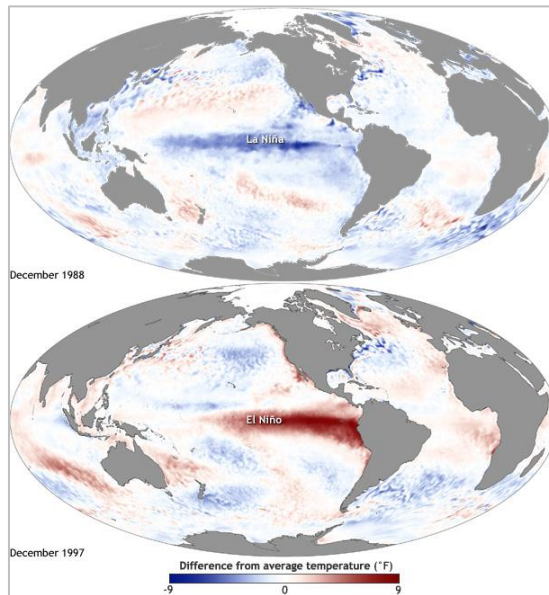 La Niña
December 1988
El Niño
December 1997
Difference from average temperature (°F)
-9 0 9